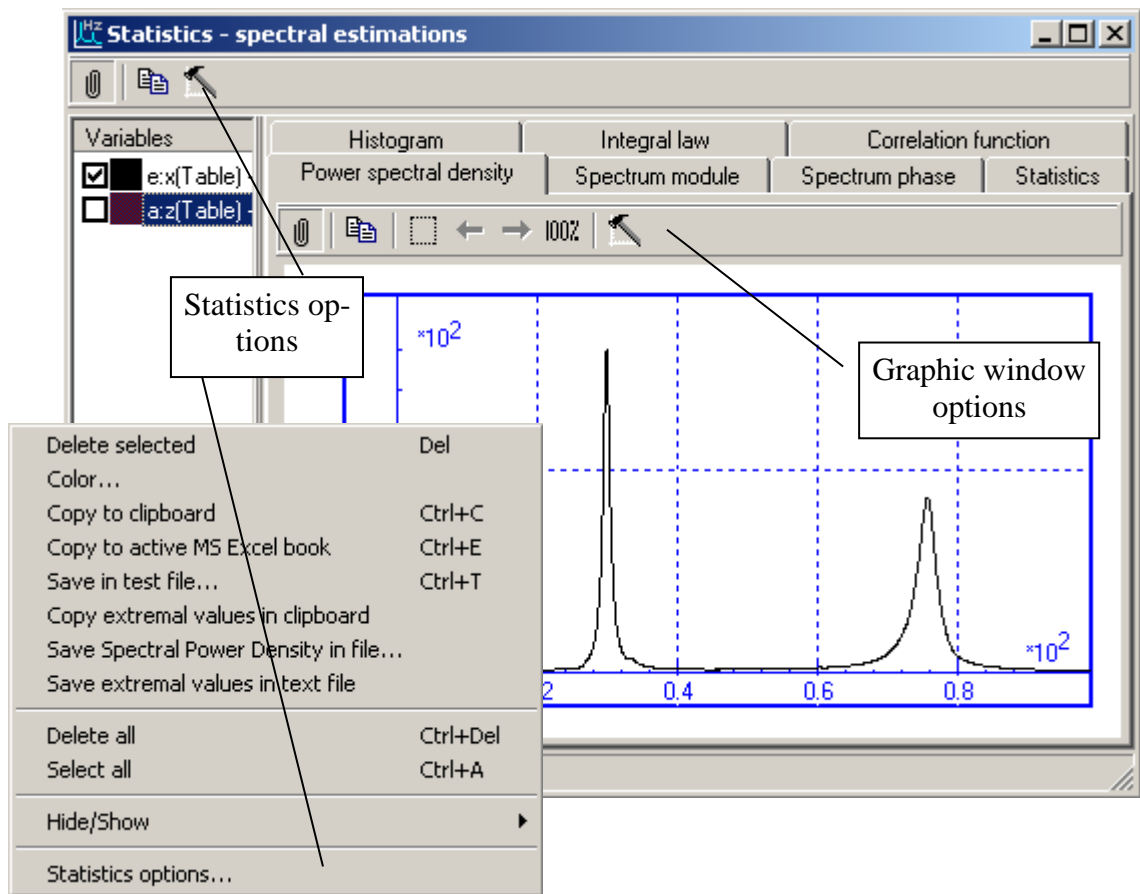 Hz
Statistics - spectral estimations
Variables
e:x(Table) -
a:z(Table) -
Histogram
Integral law
Correlation function
Power spectral density
Spectrum module
Spectrum phase
Statistics
100%
Statistics op-
tions
Graphic window
options
*10²
*10²
2
0.4
0.6
0.8
Delete selected Del
Color...
Copy to clipboard Ctrl+C
Copy to active MS Excel book Ctrl+E
Save in test file... Ctrl+T
Copy extremal values in clipboard
Save Spectral Power Density in file...
Save extremal values in text file
Delete all Ctrl+Del
Select all Ctrl+A
Hide/Show
Statistics options...